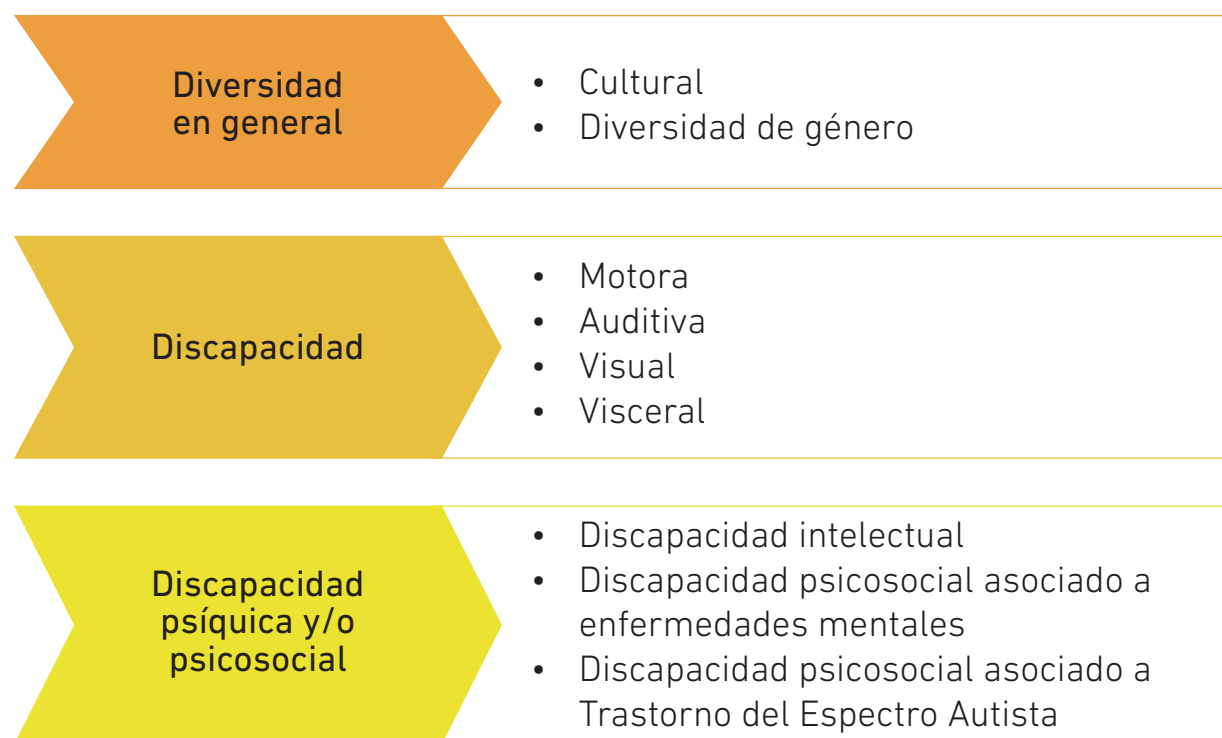 Diversidad
en general
• Cultural
• Diversidad de género
Discapacidad
• Motora
• Auditiva
• Visual
• Visceral
Discapacidad
psíquica y/o
psicosocial
• Discapacidad intelectual
• Discapacidad psicosocial asociado a
enfermedades mentales
• Discapacidad psicosocial asociado a
Trastorno del Espectro Autista